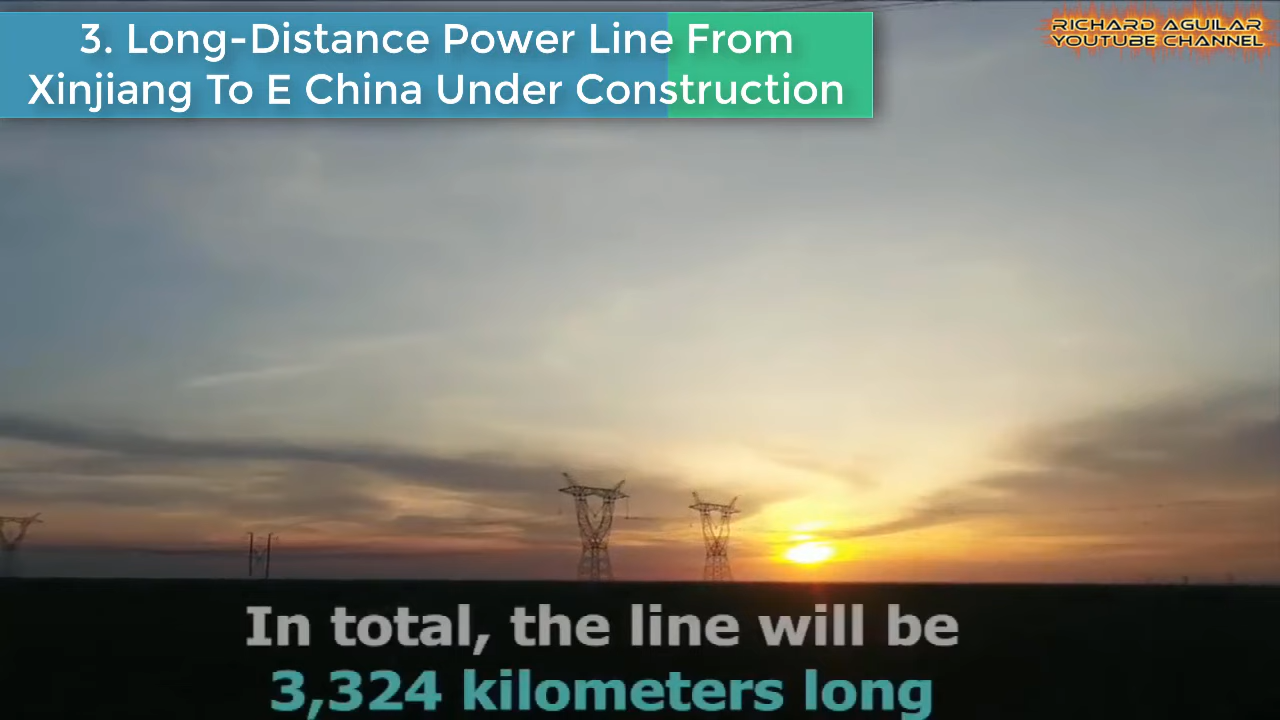 3. Long-Distance Power Line From
Xinjiang To E China Under Construction
RICHARD AGUILAR
YOUTUBE CHANNEL
In total, the line will be
3,324 kilometers long